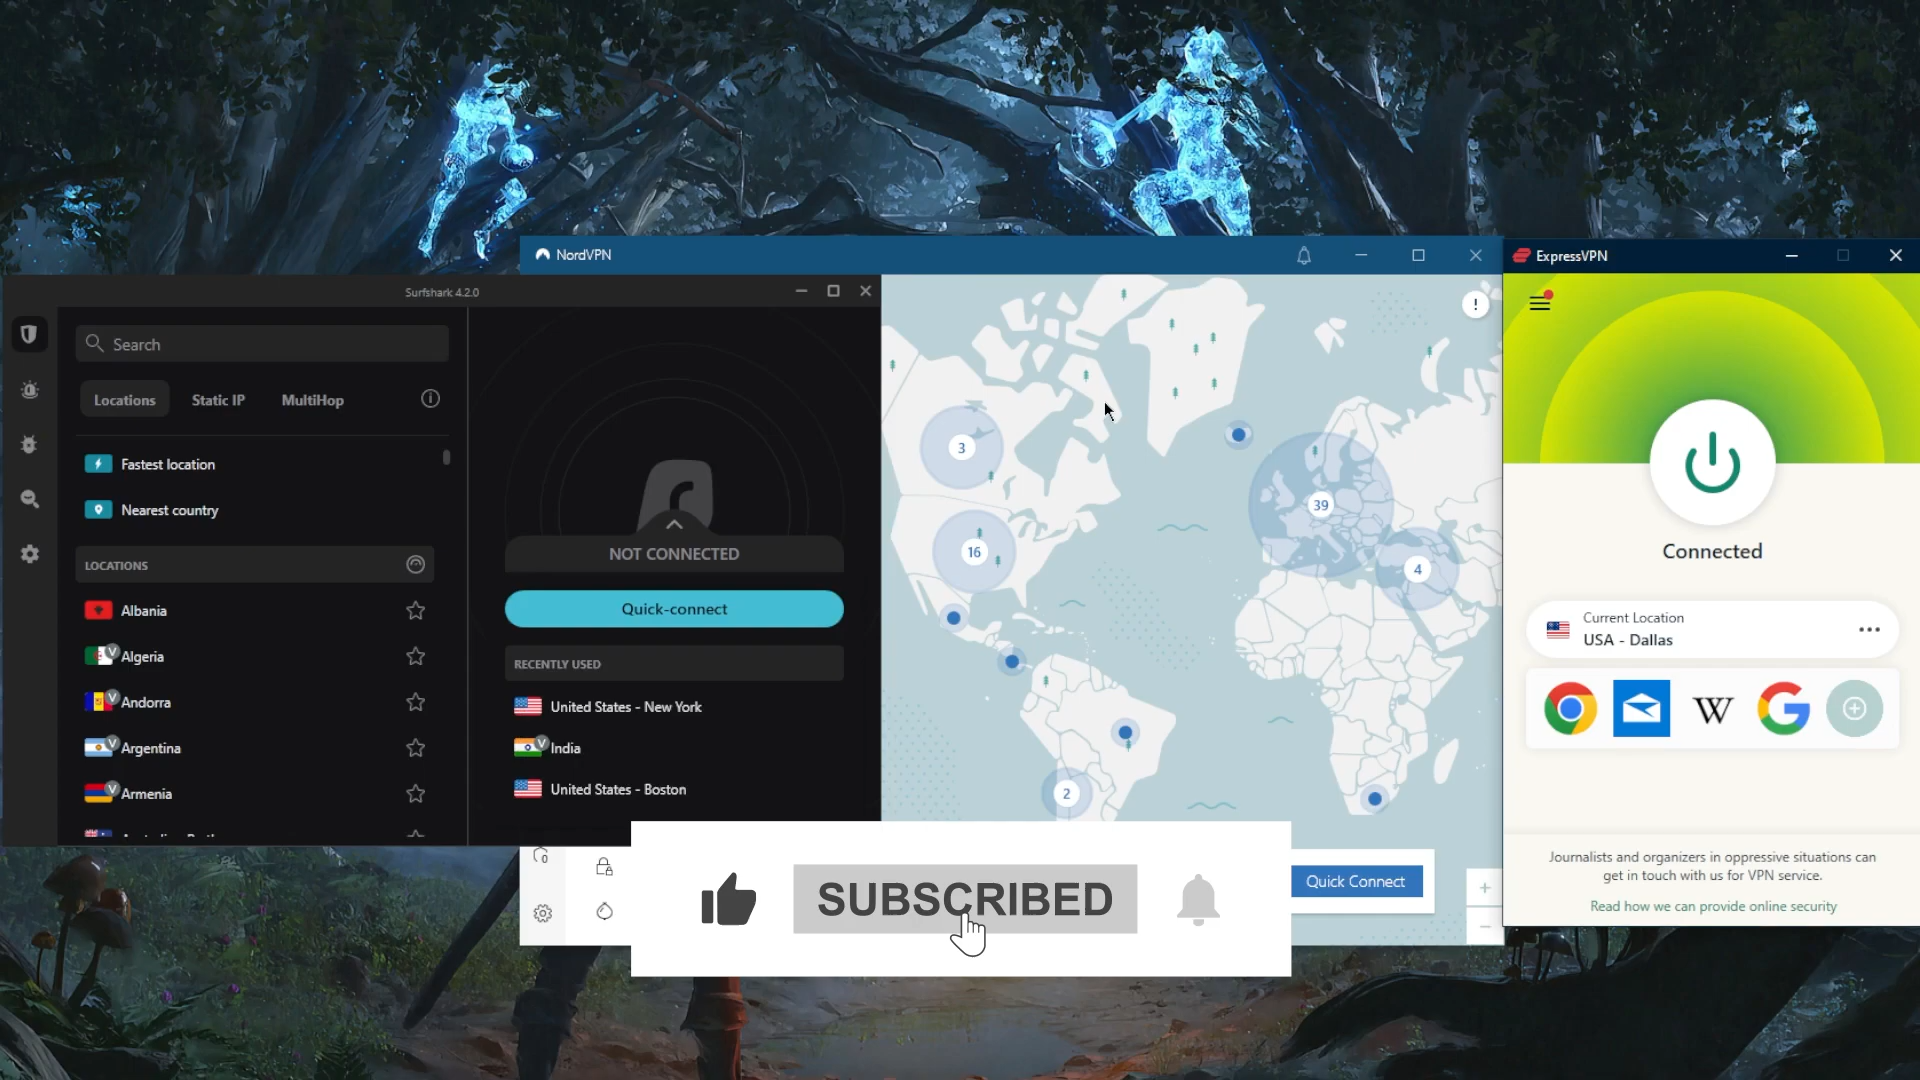 NordVPN
ExpressVPN
Surfshark 4.2.0
!
Search
Locations
Static IP
MultiHop
Fastest location
Nearest country
LOCATIONS
Albania
V Algeria
V Andorra
V Argentina
V Armenia
NOT CONNECTED
Quick-connect
RECENTLY USED
United States - New York
V India
United States - Boston
3
16
39
4
2
Connected
Current Location
USA - Dallas
W
G
Journalists and organizers in oppressive situations can
get in touch with us for VPN service.
Read how we can provide online security
0
Quick Connect
SUBSCRIBED